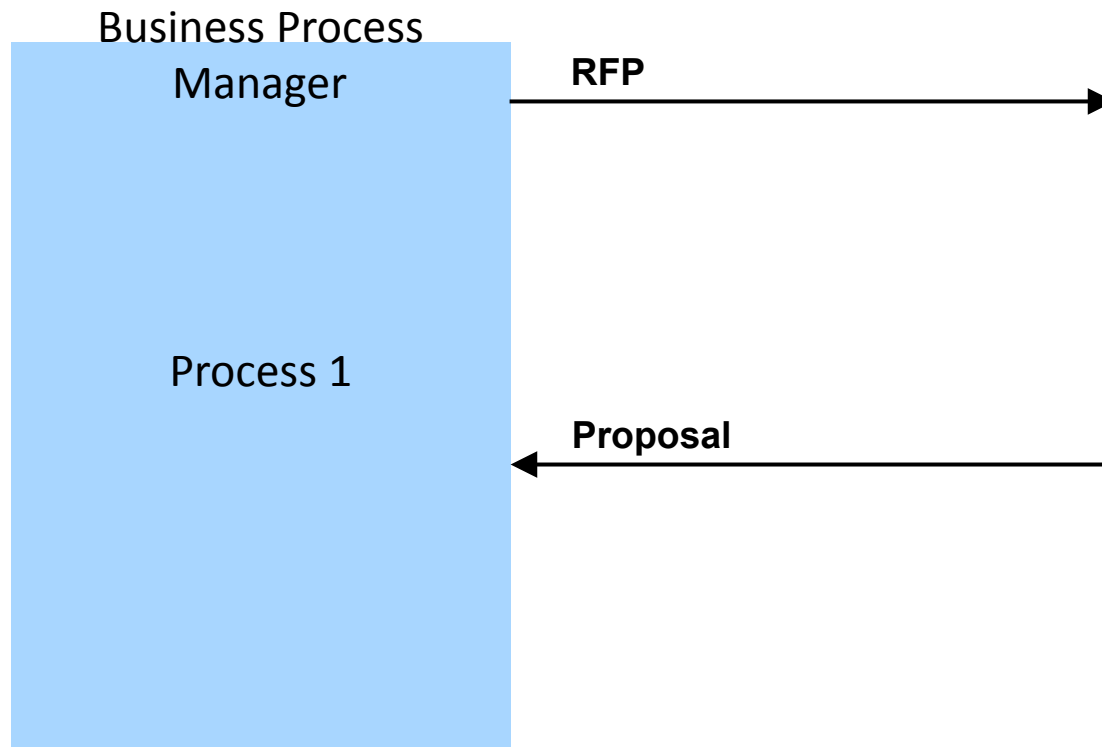 Business Process
Manager
RFP
Process 1
Proposal